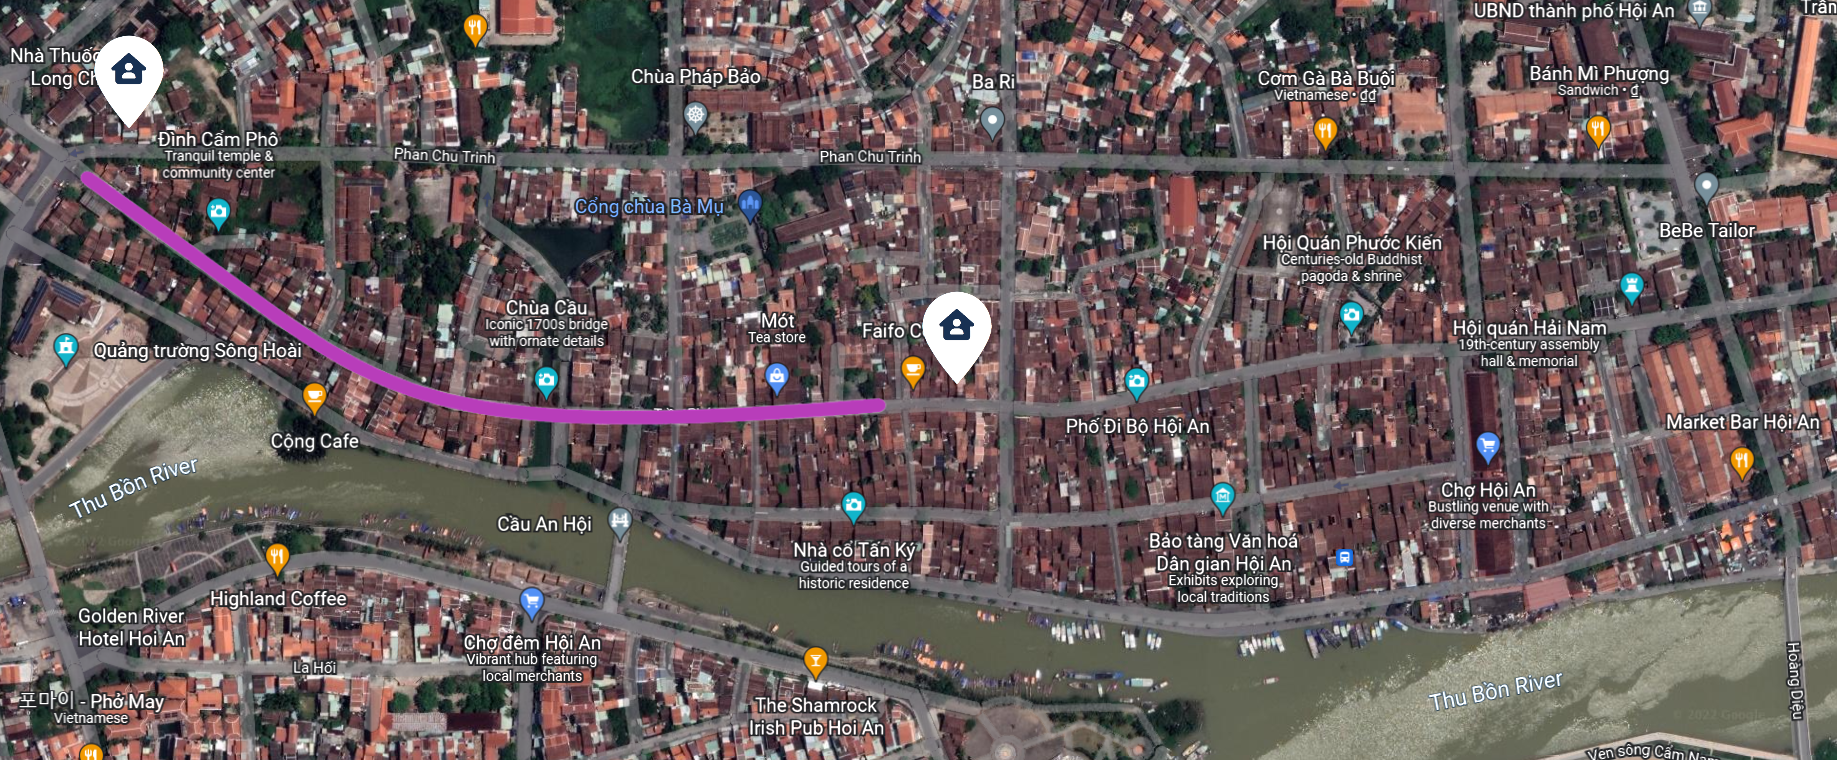 UBND thành phố Hội An
Nhà Thuốc
Long Ch
Chùa Pháp Bảo
Ba Ri
Cơm Gà Bà Buội
Vietnamese • ₫₫
Bánh Mì Phượng
Sandwich • ₫
Đình Cẩm Phô
Tranquil temple &
community center
Phan Chu Trinh
Phan Chu Trinh
Cổng chùa Bà Mụ
BeBe Tailor
Hội Quán Phước Kiến
Centuries-old Buddhist
pagoda & shrine
Chùa Cầu
Iconic 1700s bridge
with ornate details
Mót
Tea store
Faifo C
Hội quán Hải Nam
19th-century assembly
hall & memorial
Quảng trường Sông Hoài
Cộng Cafe
Phố Đi Bộ Hội An
Market Bar Hội An
Thu Bồn River
Chợ Hội An
Bustling venue with
diverse merchants
Cầu An Hội
Nhà cổ Tấn Ký
Guided tours of a
historic residence
Bảo tàng Văn hoá
Dân gian Hội An
Exhibits exploring
local traditions
Highland Coffee
Golden River
Hotel Hoi An
Chợ đêm Hội An
Vibrant hub featuring
local merchants
La Hối
Hoàng Diệu
Thu Bồn River
포마이 - Phở May
Vietnamese
The Shamrock
Irish Pub Hoi An
Ven sông Cẩm Nam